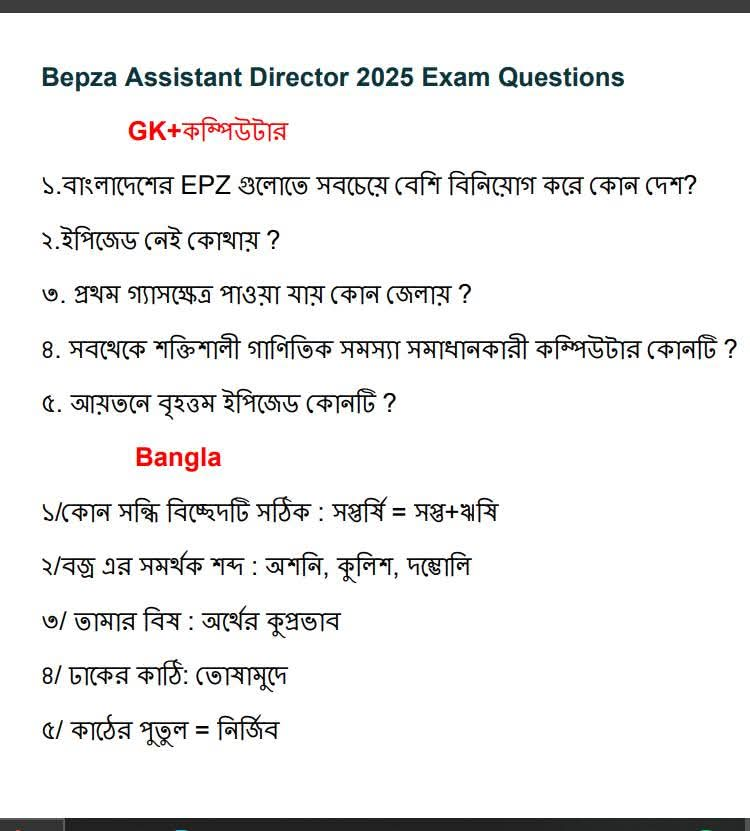 Bepza Assistant Director 2025 Exam Questions
GK+কম্পিউটার
১.বাংলাদেশের EPZ গুলোতে সবচেয়ে বেশি বিনিয়োগ করে কোন দেশ?
২.ইপিজেড নেই কোথায় ?
৩. প্রথম গ্যাসক্ষেত্র পাওয়া যায় কোন জেলায় ?
৪. সবথেকে শক্তিশালী গাণিতিক সমস্যা সমাধানকারী কম্পিউটার কোনটি ?
৫. আয়তনে বৃহত্তম ইপিজেড কোনটি ?
Bangla
১/কোন সন্ধি বিচ্ছেদটি সঠিক : সপ্তর্ষি = সপ্ত+ঋষি
২/বজ্র এর সমর্থক শব্দ : অশনি, কুলিশ, দম্ভোলি
৩/ তামার বিষ : অর্থের কুপ্রভাব
৪/ ঢাকের কাঠি: তোষামুদে
৫/ কাঠের পুতুল = নির্জিব